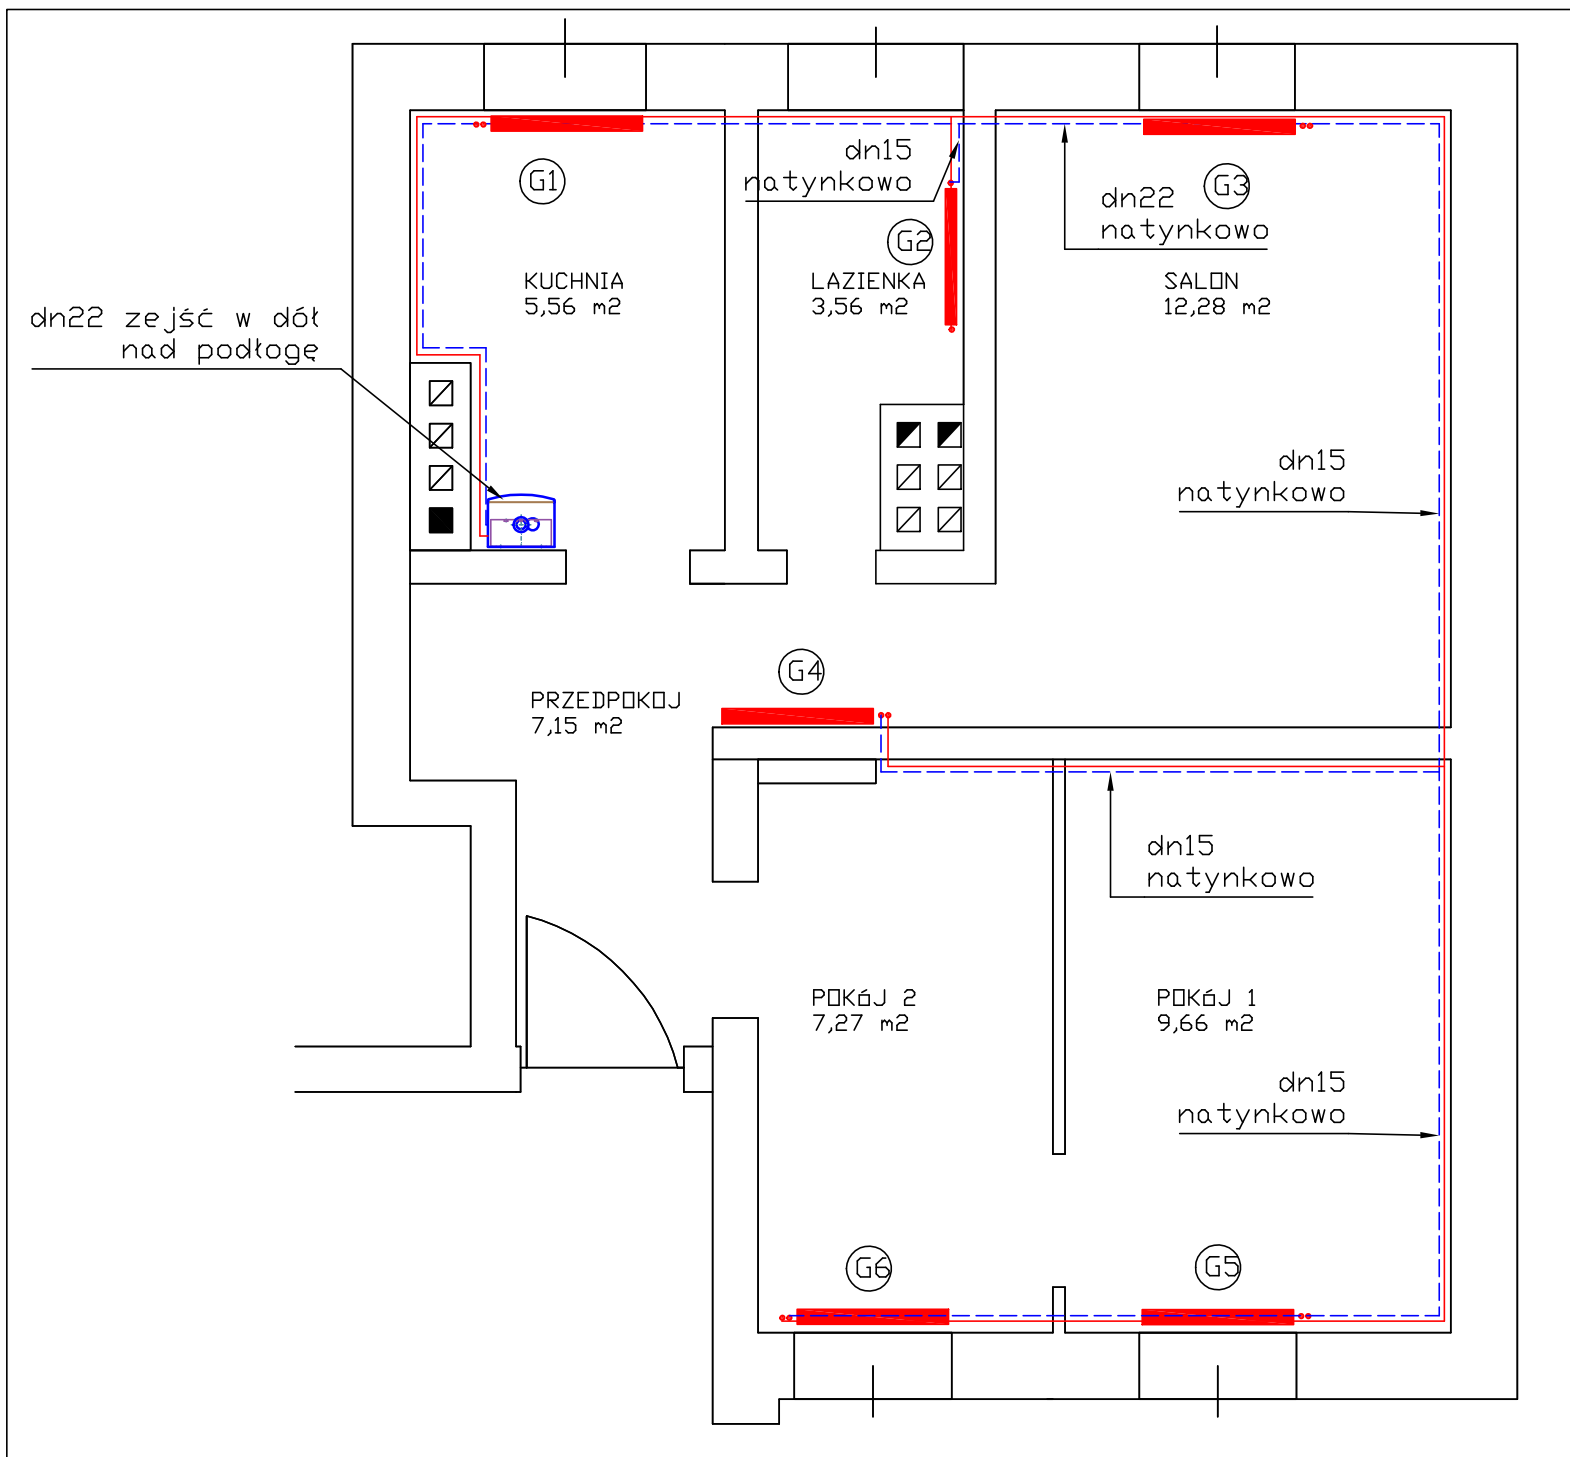 dn15
natynkowo
G1
G2
G3
dn22
natynkowo
KUCHNIA
5,56 m2
LAZIENKA
3,56 m2
SALON
12,28 m2
dn22 zejść w dół
nad podłogę
dn15
natynkowo
G4
PRZEDPOKOJ
7,15 m2
dn15
natynkowo
POKóJ 2
7,27 m2
POKóJ 1
9,66 m2
dn15
natynkowo
G6
G5